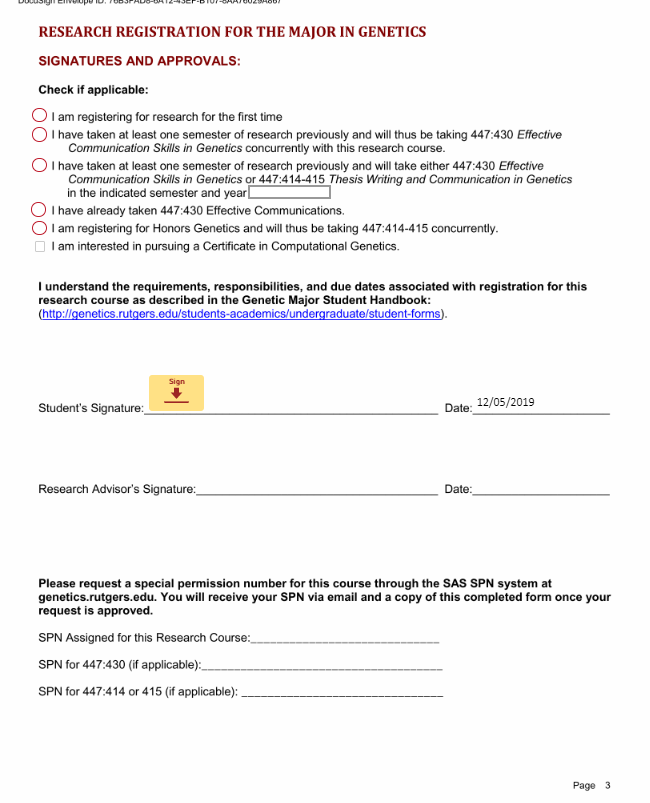 DocuSign Envelope ID: 76B3FAD8-6A12-43EF-B107-8AA76029A867
RESEARCH REGISTRATION FOR THE MAJOR IN GENETICS
SIGNATURES AND APPROVALS:
Check if applicable:
I am registering for research for the first time
I have taken at least one semester of research previously and will thus be taking 447:430 Effective
Communication Skills in Genetics concurrently with this research course.
I have taken at least one semester of research previously and will take either 447:430 Effective
Communication Skills in Genetics or 447:414-415 Thesis Writing and Communication in Genetics
in the indicated semester and year
I have already taken 447:430 Effective Communications.
I am registering for Honors Genetics and will thus be taking 447:414-415 concurrently.
I am interested in pursuing a Certificate in Computational Genetics.
I understand the requirements, responsibilities, and due dates associated with registration for this
research course as described in the Genetic Major Student Handbook:
(http://genetics.rutgers.edu/students-academics/undergraduate/student-forms).
Sign
Student's Signature:______________________ Date: 12/05/2019
Research Advisor's Signature:______________________ Date:______________________
Please request a special permission number for this course through the SAS SPN system at
genetics.rutgers.edu. You will receive your SPN via email and a copy of this completed form once your
request is approved.
SPN Assigned for this Research Course:______________________
SPN for 447:430 (if applicable):______________________
SPN for 447:414 or 415 (if applicable): ______________________
Page 3